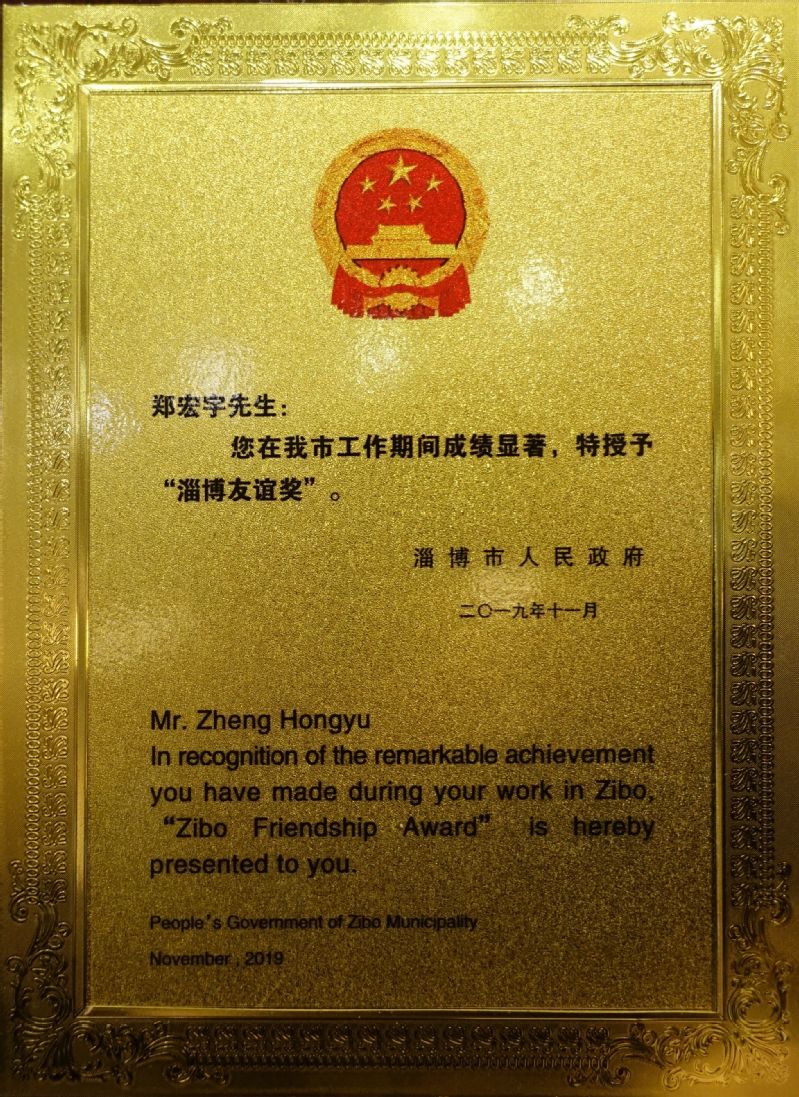 郑宏宇先生：
您在我市工作期间成绩显著，特授予
“淄博友谊奖”。
淄博市人民政府
二〇一九年十一月
Mr. Zheng Hongyu
In recognition of the remarkable achievement
you have made during your work in Zibo,
“Zibo Friendship Award” is hereby
presented to you.
People's Government of Zibo Municipality
November , 2019